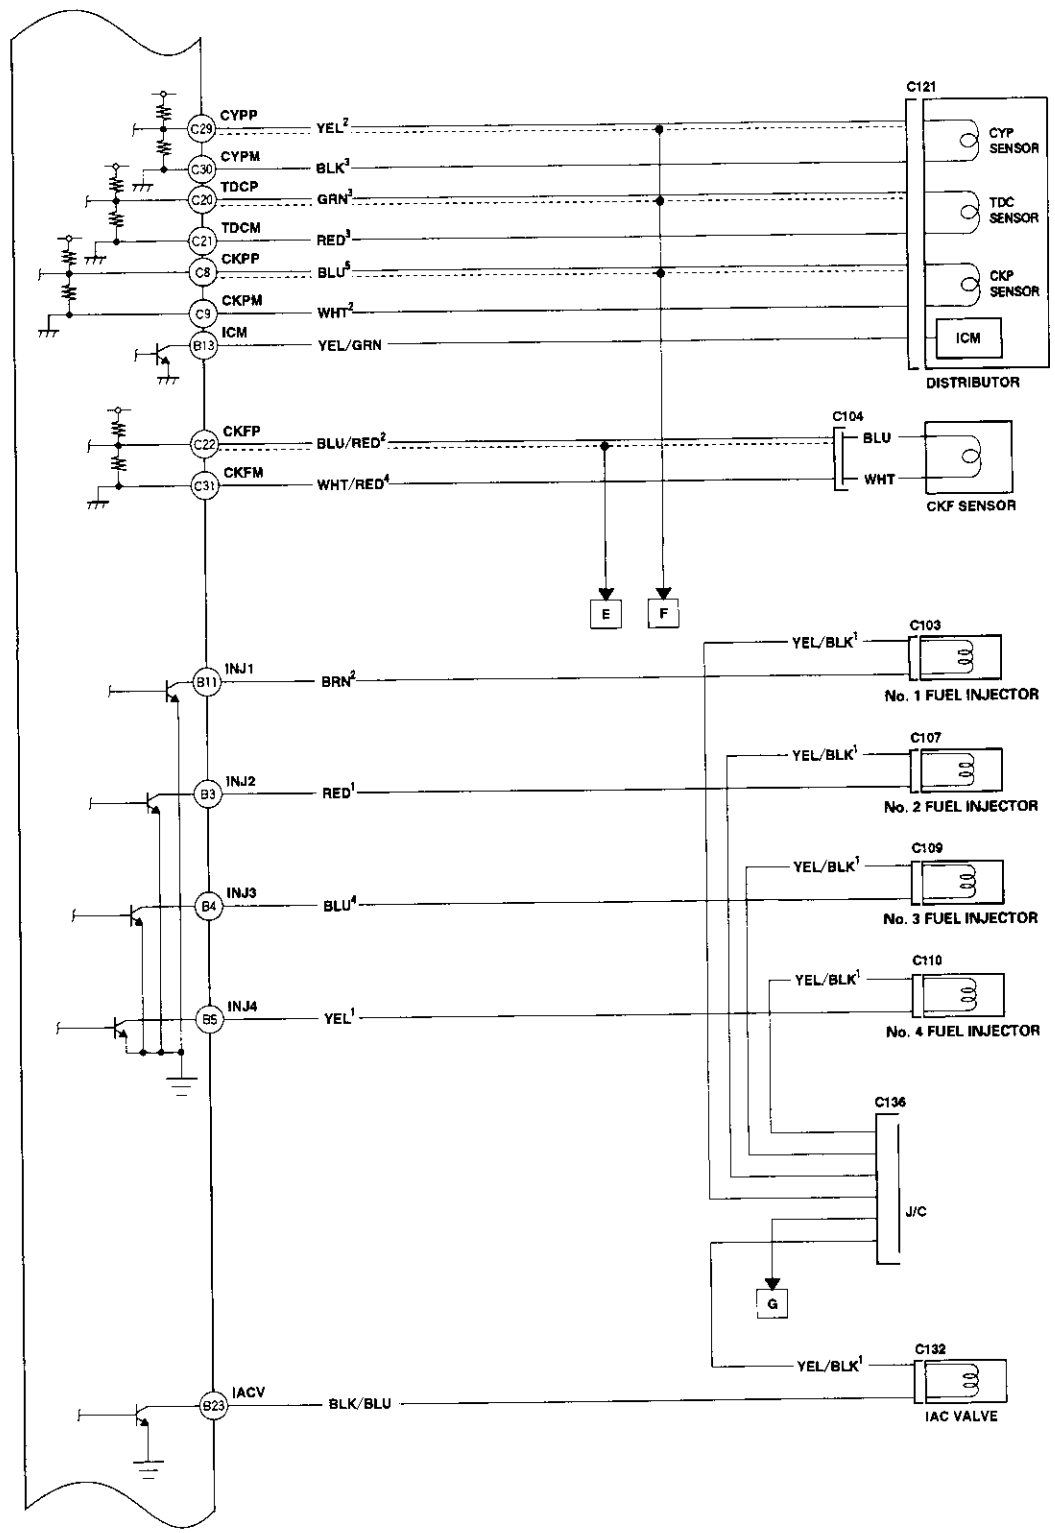 C121
CYPP
C29
YEL²
CYP
SENSOR
CYPM
C30
BLK³
TDCP
C20
GRN³
TDC
SENSOR
TDCM
C21
RED³
CKPP
C8
BLU⁵
CKP
SENSOR
CKPM
C9
WHT²
ICM
B13
YEL/GRN
ICM
DISTRIBUTOR
C104
CKFP
C22
BLU/RED²
BLU
CKFM
C31
WHT/RED⁴
WHT
CKF SENSOR
E
F
C103
YEL/BLK¹
INJ1
B11
BRN²
No. 1 FUEL INJECTOR
C107
YEL/BLK¹
INJ2
B3
RED¹
No. 2 FUEL INJECTOR
C109
YEL/BLK¹
INJ3
B4
BLU⁴
No. 3 FUEL INJECTOR
C110
YEL/BLK¹
INJ4
B5
YEL¹
No. 4 FUEL INJECTOR
C136
J/C
G
C132
YEL/BLK¹
IACV
B23
BLK/BLU
IAC VALVE